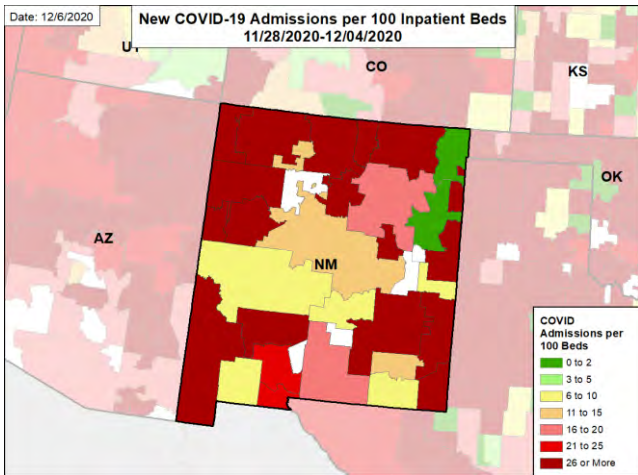 Date: 12/6/2020
New COVID-19 Admissions per 100 Inpatient Beds
11/28/2020-12/04/2020
UT
CO
KS
OK
AZ
NM
COVID
Admissions per
100 Beds
0 to 2
3 to 5
6 to 10
11 to 15
16 to 20
21 to 25
26 or More